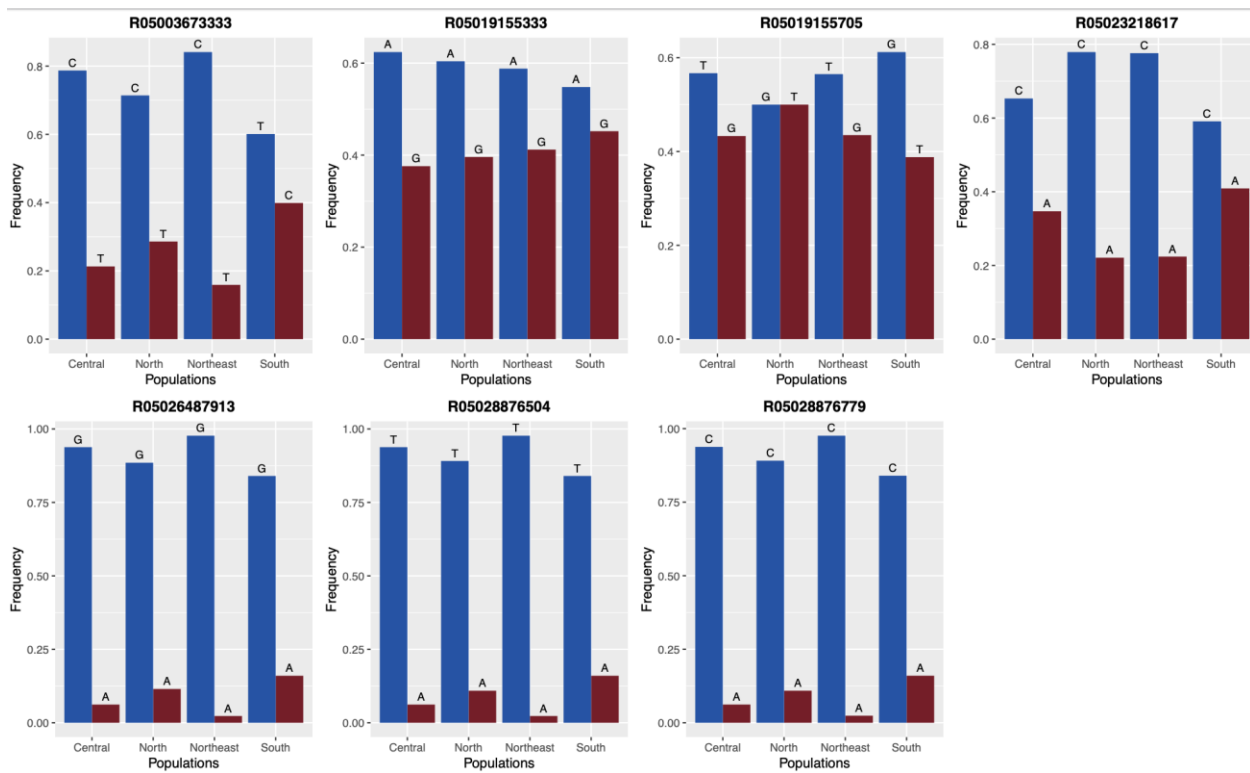 R05003673333
R05019155333
R05019155705
R05023218617
Frequency
0.8
0.6
0.4
0.2
0.0
C
T
C
T
C
T
T
C
Central
North
Northeast
South
Populations
Frequency
0.6
0.4
0.2
0.0
A
G
A
G
A
G
A
G
Central
North
Northeast
South
Populations
Frequency
0.6
0.4
0.2
0.0
T
G
G
T
T
G
G
T
Central
North
Northeast
South
Populations
Frequency
0.8
0.6
0.4
0.2
0.0
C
A
C
A
C
A
C
A
Central
North
Northeast
South
Populations
R05026487913
R05028876504
R05028876779
Frequency
1.00
0.75
0.50
0.25
0.00
G
A
G
A
G
A
G
A
Central
North
Northeast
South
Populations
Frequency
1.00
0.75
0.50
0.25
0.00
T
A
T
A
T
A
T
A
Central
North
Northeast
South
Populations
Frequency
1.00
0.75
0.50
0.25
0.00
C
A
C
A
C
A
C
A
Central
North
Northeast
South
Populations